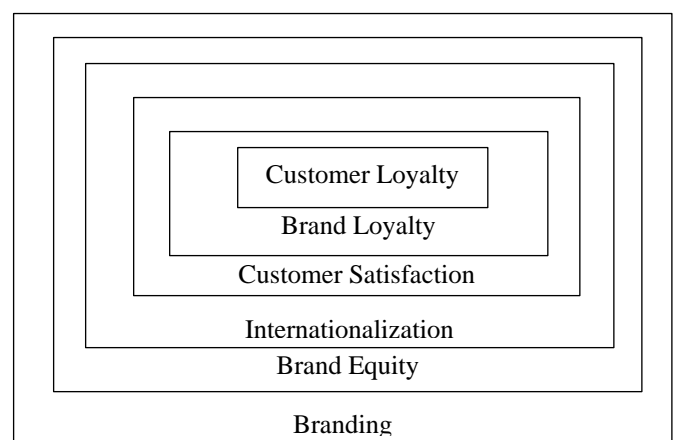 Customer Loyalty
Brand Loyalty
Customer Satisfaction
Internationalization
Brand Equity
Branding